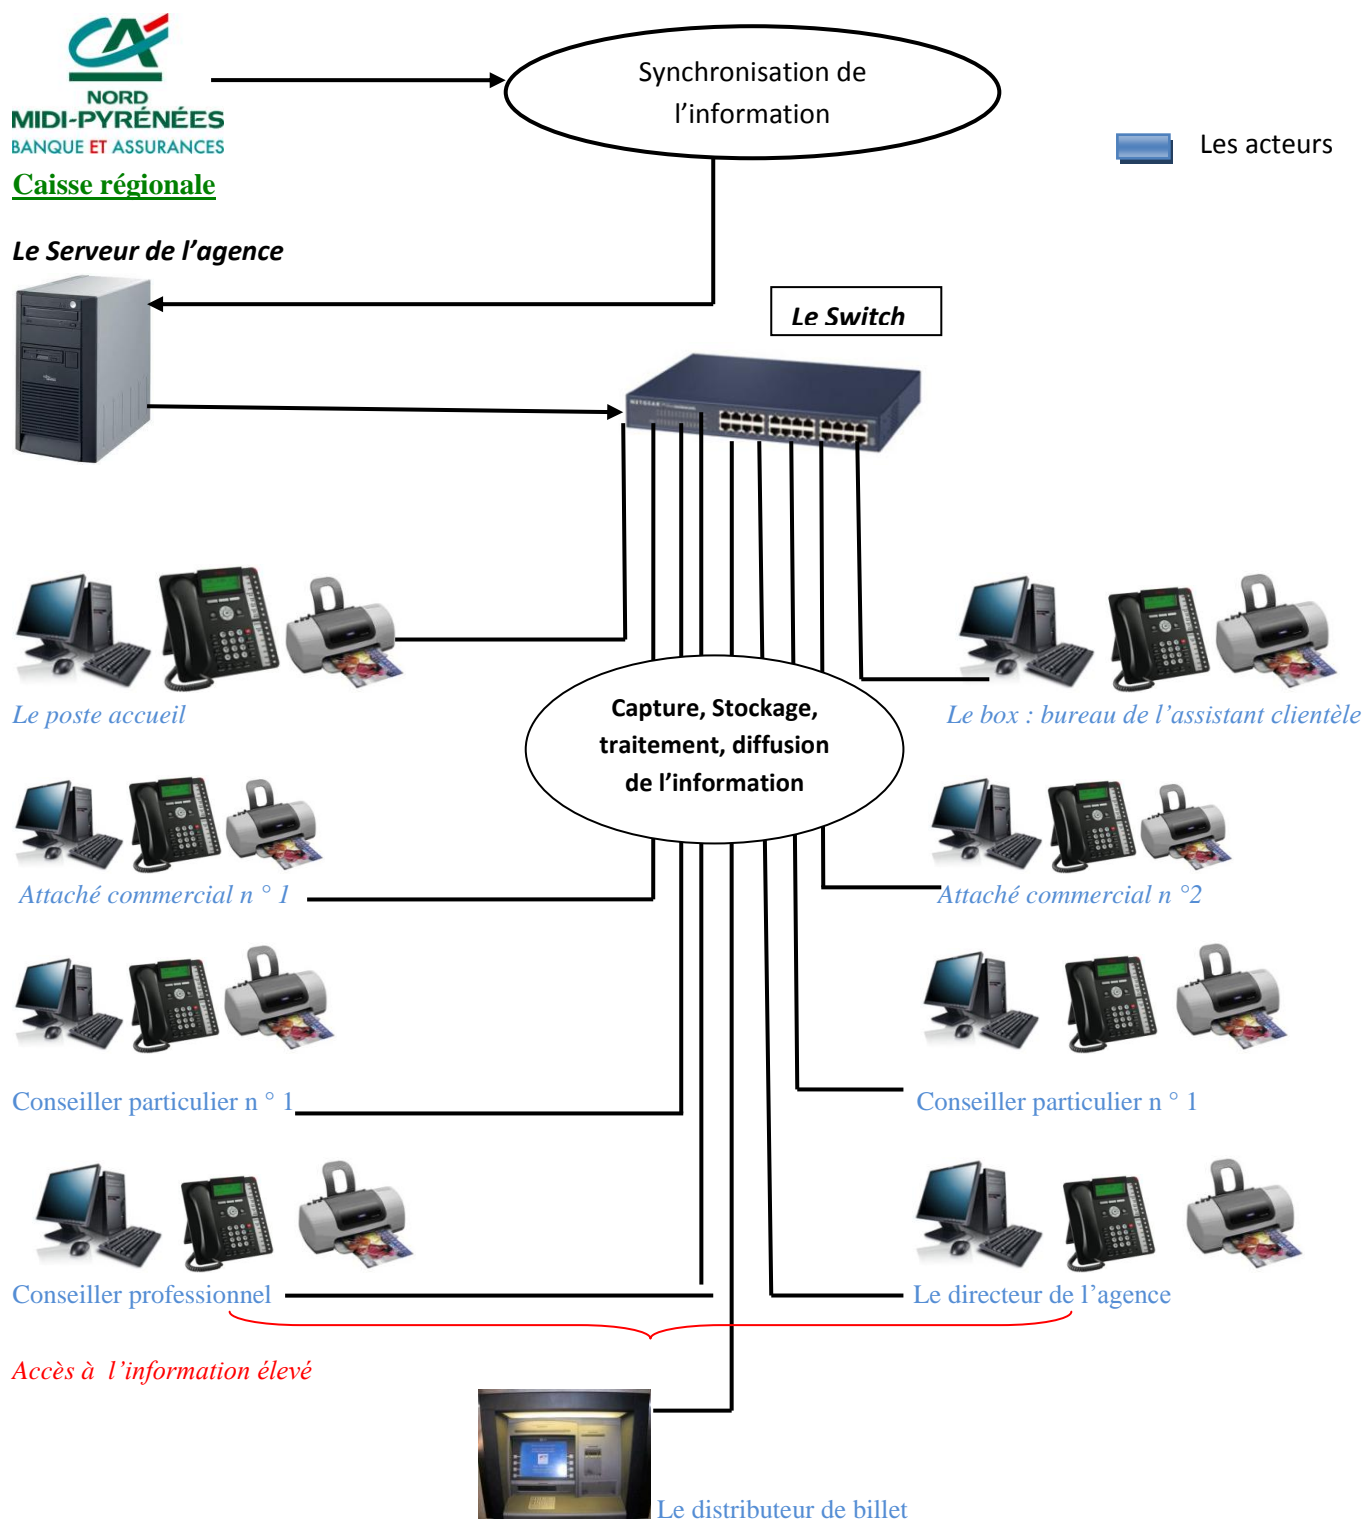 NORD
MIDI-PYRÉNÉES
BANQUE ET ASSURANCES
Caisse régionale
Synchronisation de
l'information
Les acteurs
Le Serveur de l'agence
Le Switch
NETGEAR
Le poste accueil
Le box : bureau de l'assistant clientèle
Capture, Stockage,
traitement, diffusion
de l'information
Attaché commercial n ° 1
Attaché commercial n °2
Conseiller particulier n ° 1
Conseiller particulier n ° 1
Conseiller professionnel
Le directeur de l'agence
Accès à l'information élevé
Le distributeur de billet